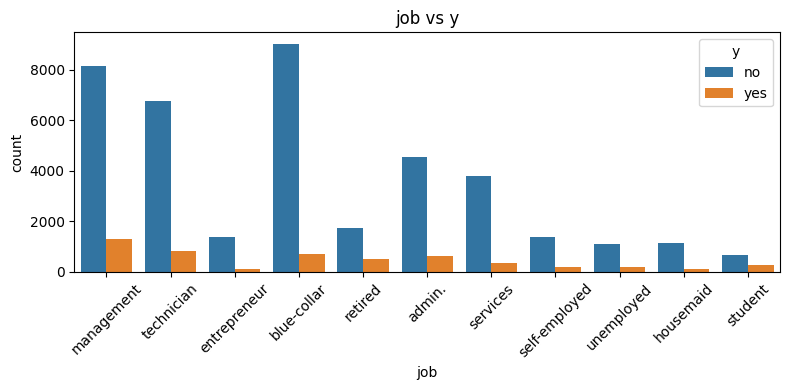 job vs y
y
no
yes
count
8000
6000
4000
2000
0
management
technician
entrepreneur
blue-collar
retired
admin.
services
self-employed
unemployed
housemaid
student
job